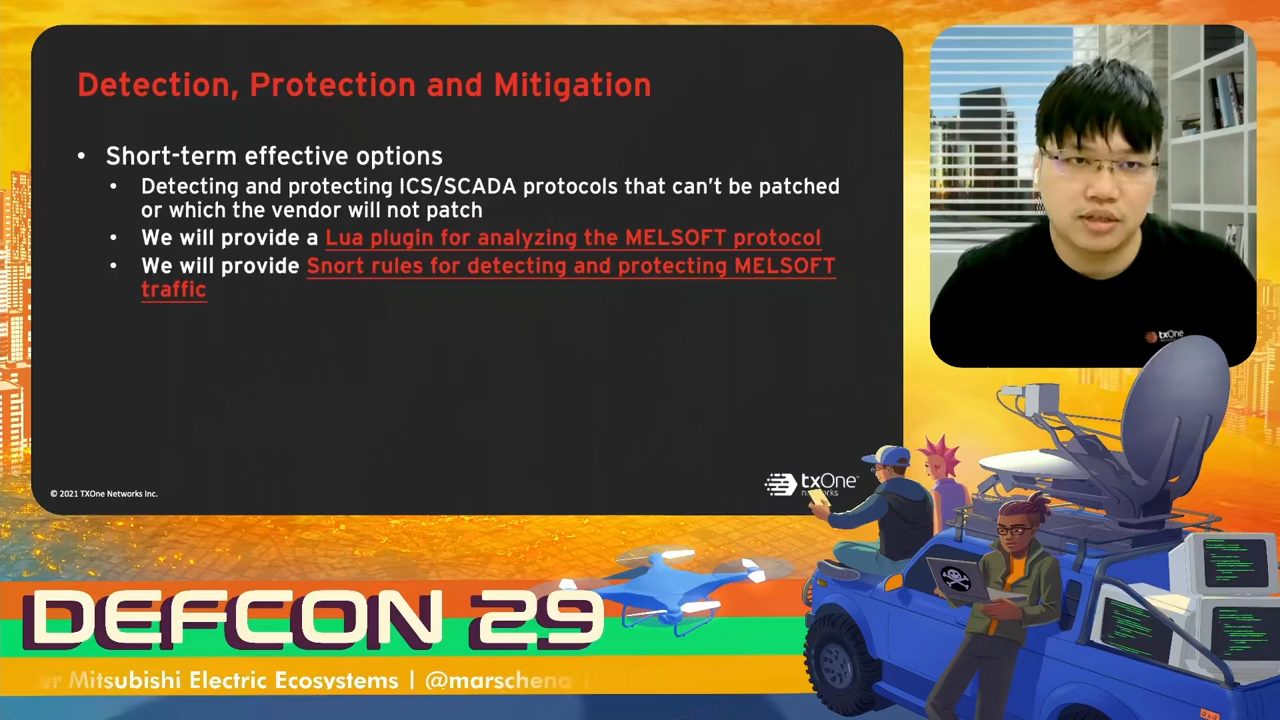 Detection, Protection and Mitigation
• Short-term effective options
• Detecting and protecting ICS/SCADA protocols that can't be patched
or which the vendor will not patch
• We will provide a Lua plugin for analyzing the MELSOFT protocol
• We will provide Snort rules for detecting and protecting MELSOFT
traffic
© 2021 TXOne Networks Inc.
txOne™
txOne
DEFCON 29
Mitsubishi Electric Ecosystems | @marschen